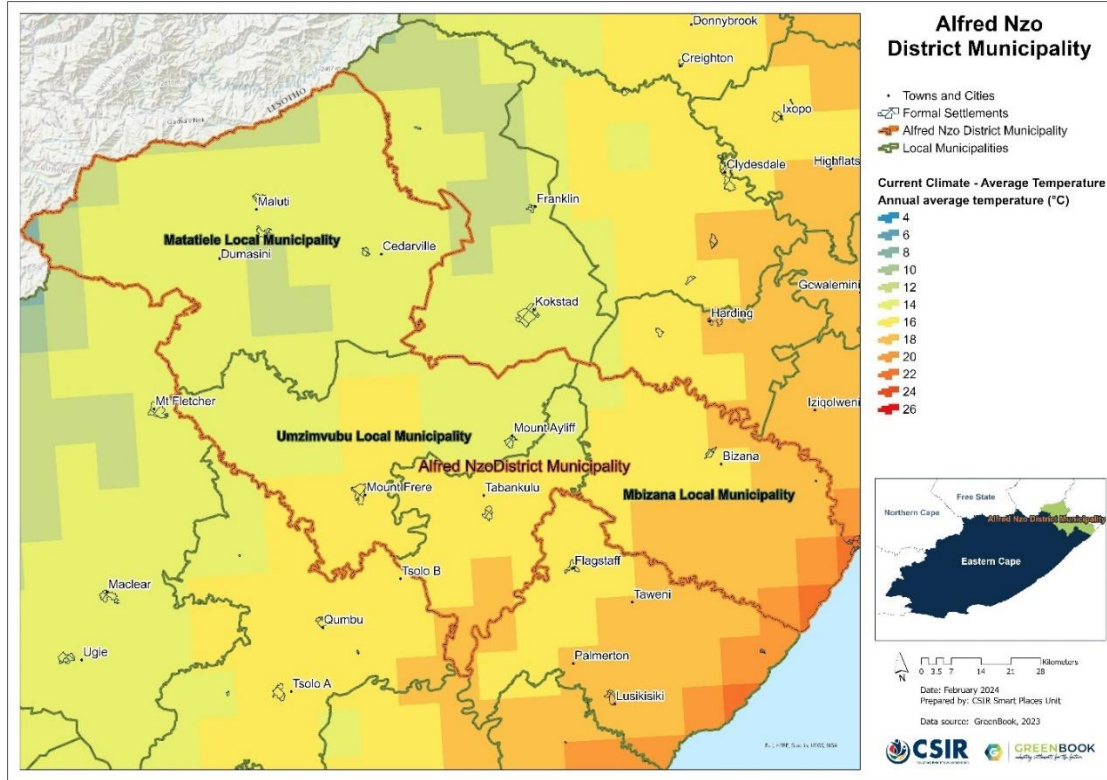 Alfred Nzo
District Municipality
Towns and Cities
Formal Settlements
Alfred Nzo District Municipality
Local Municipalities
Current Climate - Average Temperature
Annual average temperature (°C)
4
6
8
10
12
14
16
18
20
22
24
26
Donnybrook
Creighton
Ixopo
LESOTHO
Clydesdale
Highflats
Maluti
Franklin
Matatiele Local Municipality
Cedarville
Dumasini
Gcwalemini
Kokstad
Harding
Mt Fletcher
Iziqolweni
Umzimvubu Local Municipality
Mount Ayliff
Bizana
Alfred NzoDistrict Municipality
Mount Frere
Tabankulu
Mbizana Local Municipality
Tsolo B
Flagstaff
Maclear
Taweni
Qumbu
Ugie
Palmerton
Tsolo A
Lusikisiki
Free State
Northern Cape
Alfred Nzo District Municipality
Eastern Cape
N
0 3.5 7 14 21 28
Kilometers
Date: February 2024
Prepared by: CSIR Smart Places Unit
Data source: GreenBook, 2023
CSIR
GREENBOOK